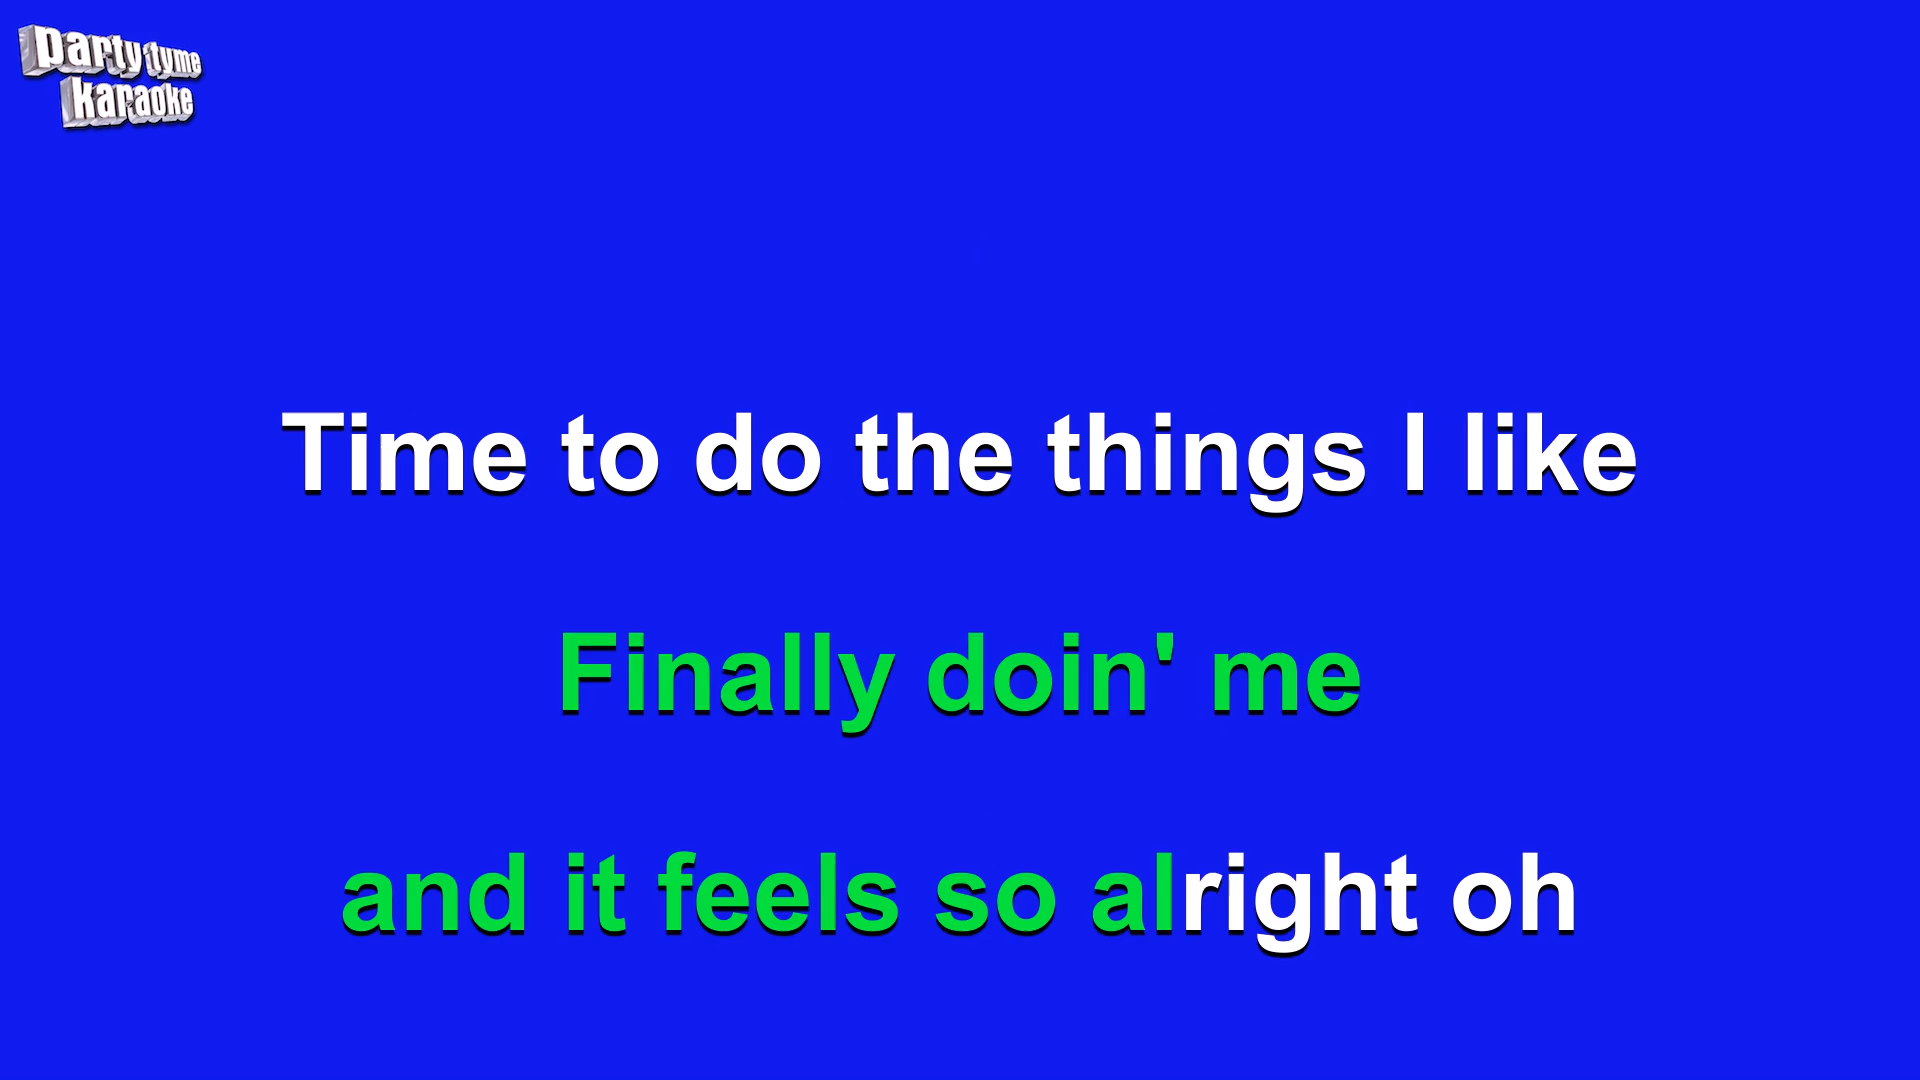 party tyme
karaoke
Time to do the things I like
Finally doin' me
and it feels so alright oh